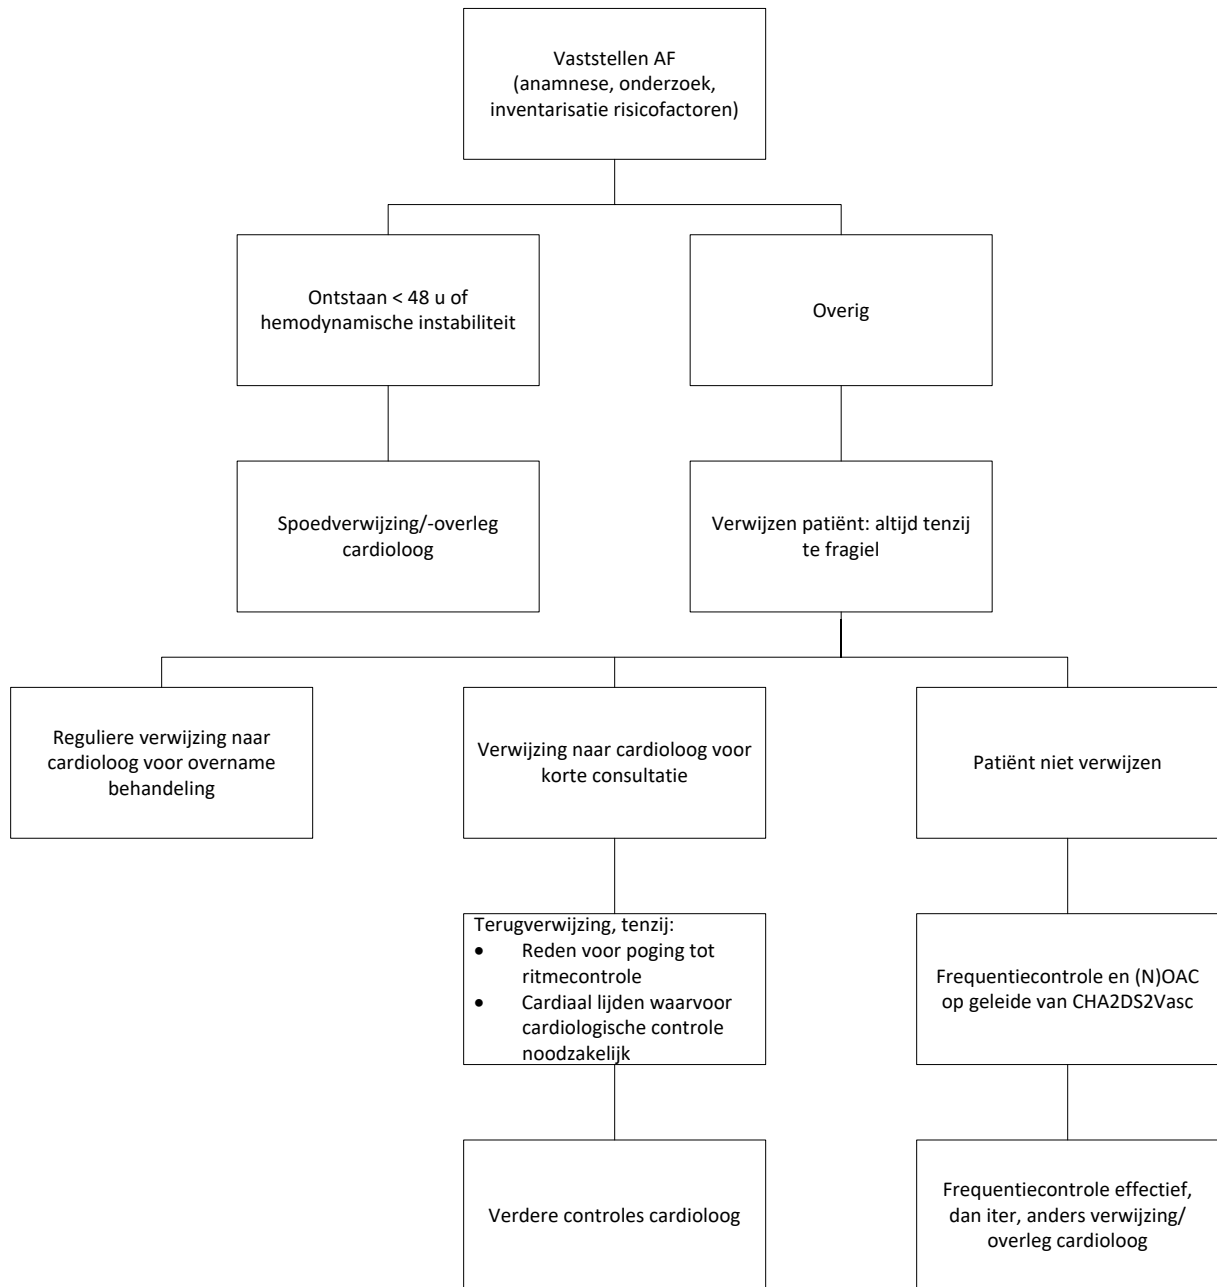 Vaststellen AF
(anamnese, onderzoek,
inventarisatie risicofactoren)
Ontstaan < 48 u of
hemodynamische instabiliteit
Overig
Spoedverwijzing/-overleg
cardioloog
Verwijzen patiënt: altijd tenzij
te fragiel
Reguliere verwijzing naar
cardioloog voor overname
behandeling
Verwijzing naar cardioloog voor
korte consultatie
Patiënt niet verwijzen
Terugverwijzing, tenzij:
• Reden voor poging tot
ritmecontrole
• Cardiaal lijden waarvoor
cardiologische controle
noodzakelijk
Frequentiecontrole en (N)OAC
op geleide van CHA2DS2Vasc
Verdere controles cardioloog
Frequentiecontrole effectief,
dan iter, anders verwijzing/
overleg cardioloog